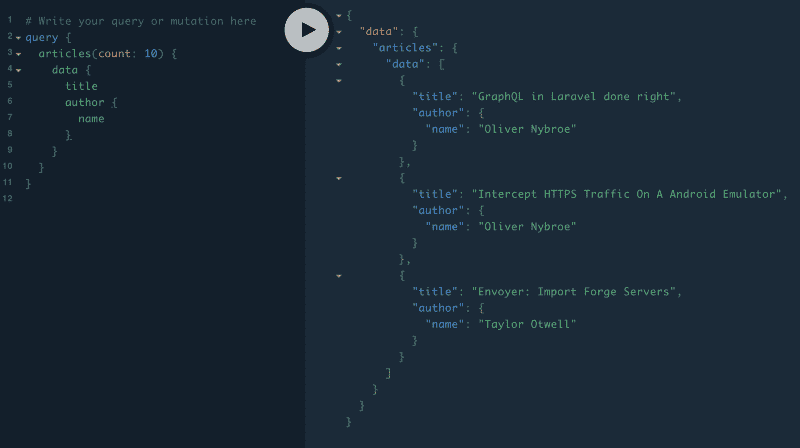 1 # Write your query or mutation here
2 query {
3 articles(count: 10) {
4 data {
5 title
6 author {
7 name
8 }
9 }
10 }
11 }
12
{
"data": {
"articles": {
"data": [
{
"title": "GraphQL in Laravel done right",
"author": {
"name": "Oliver Nybroe"
}
},
{
"title": "Intercept HTTPS Traffic On A Android Emulator",
"author": {
"name": "Oliver Nybroe"
}
},
{
"title": "Envoyer: Import Forge Servers",
"author": {
"name": "Taylor Otwell"
}
}
]
}
}
}